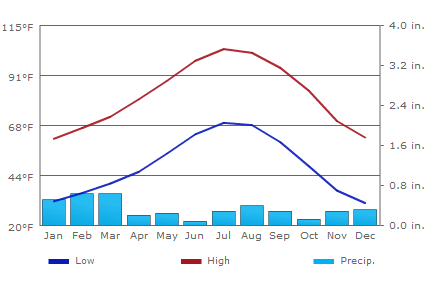 115°F 4.0 in.
91°F 3.2 in.
68°F 2.4 in.
44°F 1.6 in.
20°F 0.8 in.
0.0 in.
Jan Feb Mar Apr May Jun Jul Aug Sep Oct Nov Dec
Low High Precip.